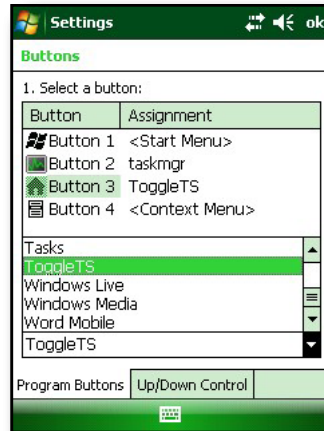 Settings ok
Buttons
1. Select a button:
Button Assignment
Button 1 <Start Menu>
Button 2 taskmgr
Button 3 ToggleTS
Button 4 <Context Menu>
Tasks
ToggleTS
Windows Live
Windows Media
Word Mobile
ToggleTS
Program Buttons Up/Down Control